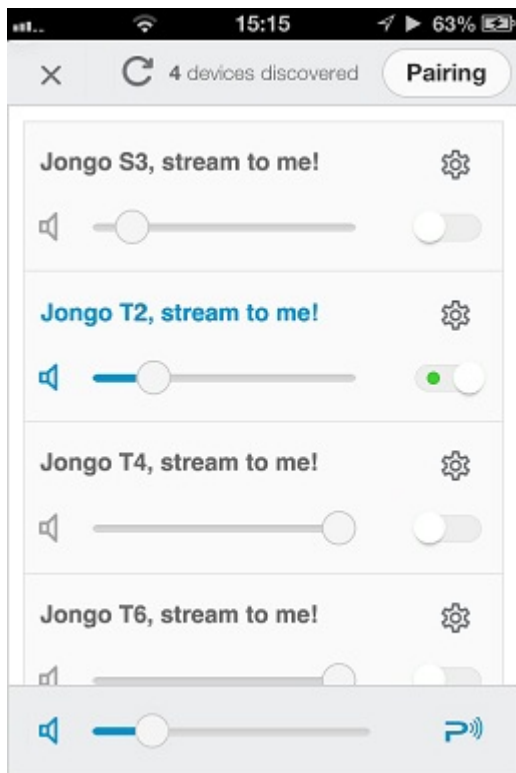 15:15
63%
4 devices discovered
Pairing
Jongo S3, stream to me!
Jongo T2, stream to me!
Jongo T4, stream to me!
Jongo T6, stream to me!